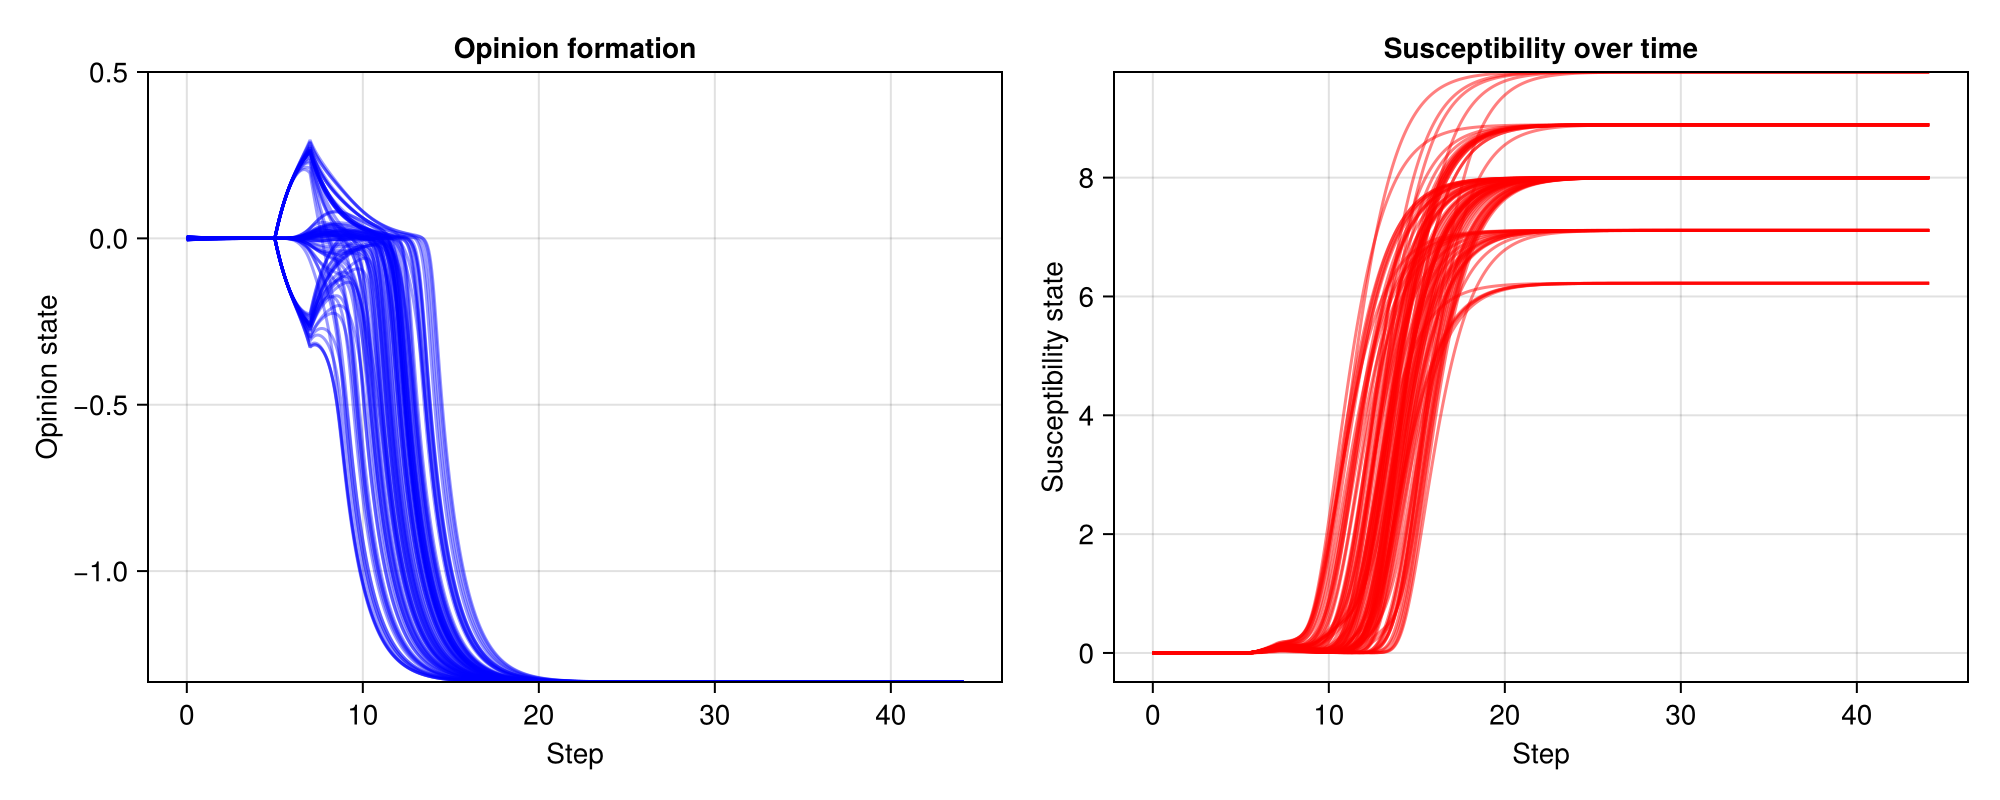 Opinion formation
0.5
0.0
−0.5
−1.0
Opinion state
0 10 20 30 40
Step
Susceptibility over time
8
6
4
2
0
Susceptibility state
0 10 20 30 40
Step